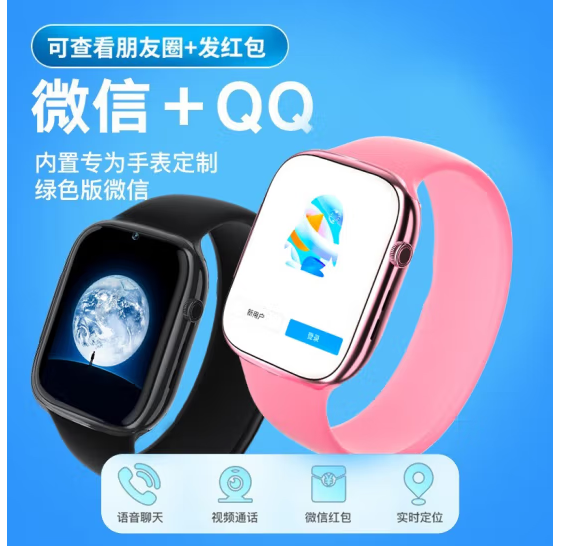 可查看朋友圈+发红包
微信+QQ
内置专为手表定制
绿色版微信
新用户
登录
语音聊天
视频通话
微信红包
实时定位